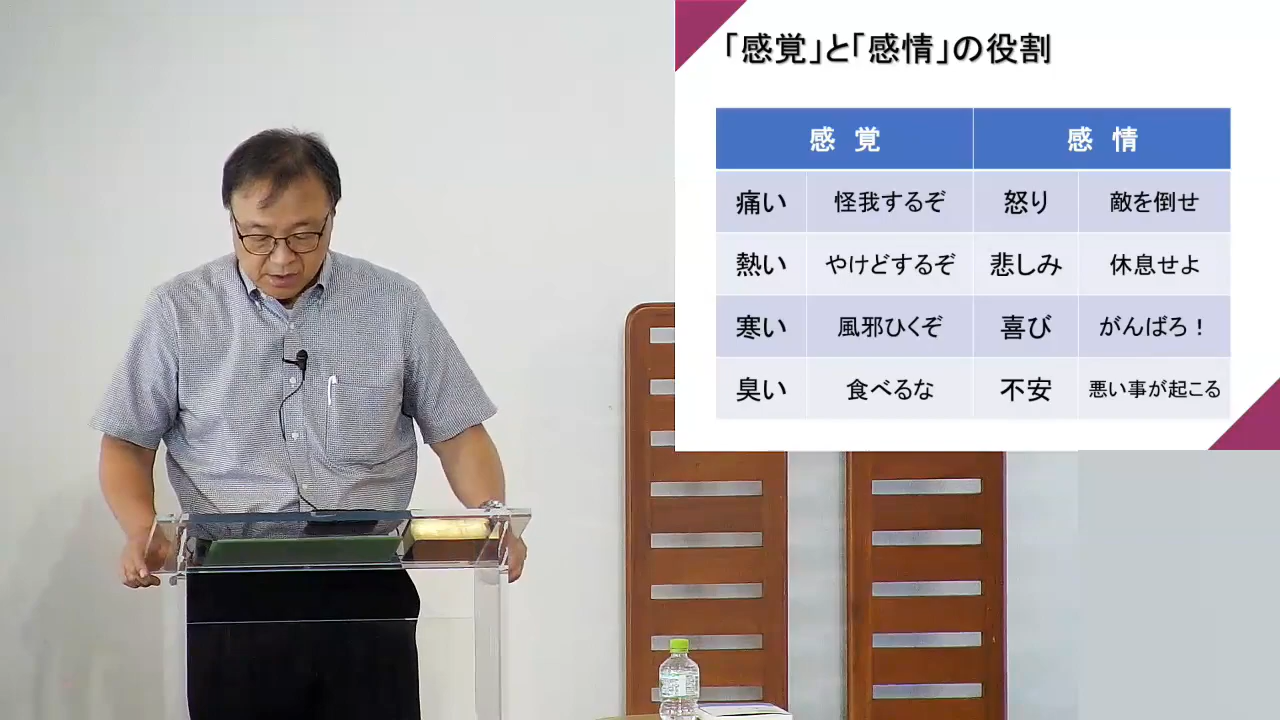 「感覚」と「感情」の役割
感 覚 感 情
痛い 怪我するぞ 怒り 敵を倒せ
熱い やけどするぞ 悲しみ 休息せよ
寒い 風邪ひくぞ 喜び がんばろ！
臭い 食べるな 不安 悪い事が起こる